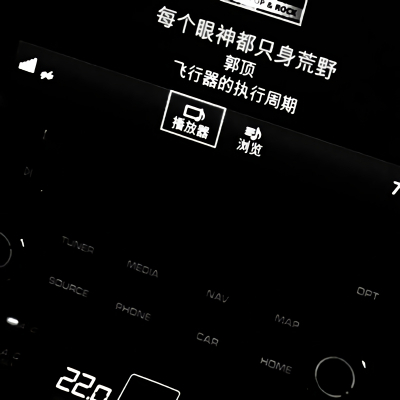 & ROCK
每个眼神都只身荒野
郭顶
飞行器的执行周期
播放器
浏览
TUNER
MEDIA
NAV
MAP
OPT
SOURCE
PHONE
CAR
HOME
22.0